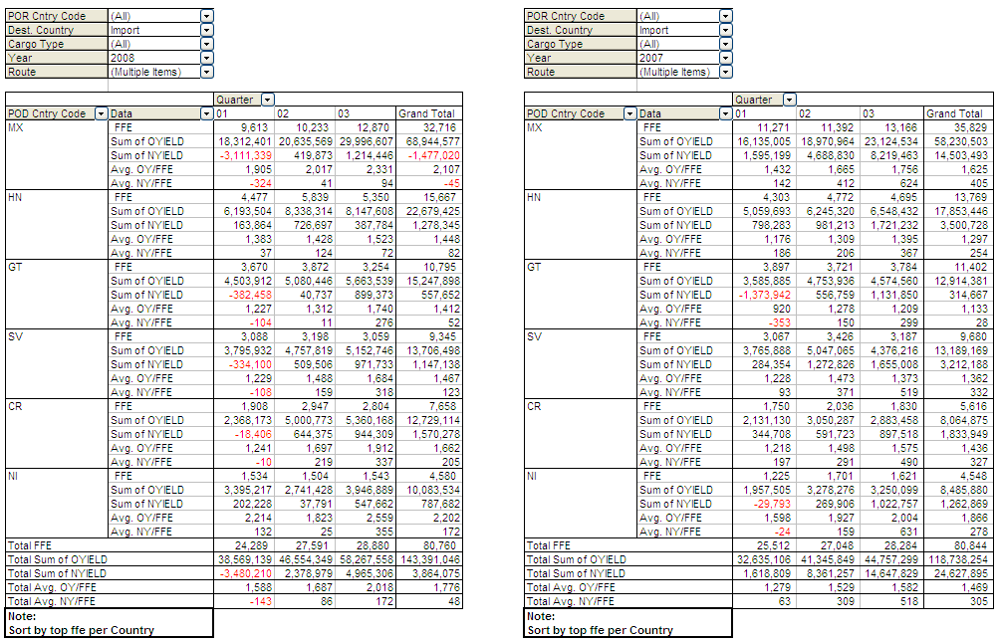 POR Cntry Code (All) POR Cntry Code (All)
Dest. Country Import Dest. Country Import
Cargo Type (All) Cargo Type (All)
Year 2008 Year 2007
Route (Multiple Items) Route (Multiple Items)
Quarter Quarter
POD Cntry Code Data 01 02 03 Grand Total POD Cntry Code Data 01 02 03 Grand Total
MX FFE 9,613 10,233 12,870 32,716 MX FFE 11,271 11,392 13,166 35,829
Sum of OYIELD 18,312,401 20,635,569 29,996,607 68,944,577 Sum of OYIELD 16,135,005 18,970,964 23,124,534 58,230,503
Sum of NYIELD -3,111,339 419,873 1,214,446 -1,477,020 Sum of NYIELD 1,595,199 4,688,830 8,219,463 14,503,493
Avg. OY/FFE 1,905 2,017 2,331 2,107 Avg. OY/FFE 1,432 1,665 1,756 1,625
Avg. NY/FFE -324 41 94 -45 Avg. NY/FFE 142 412 624 405
HN FFE 4,477 5,839 5,350 15,667 HN FFE 4,303 4,772 4,695 13,769
Sum of OYIELD 6,193,504 8,338,314 8,147,608 22,679,425 Sum of OYIELD 5,059,693 6,245,320 6,548,432 17,853,446
Sum of NYIELD 163,864 726,697 387,784 1,278,345 Sum of NYIELD 798,283 981,213 1,721,232 3,500,728
Avg. OY/FFE 1,383 1,428 1,523 1,448 Avg. OY/FFE 1,176 1,309 1,395 1,297
Avg. NY/FFE 37 124 72 82 Avg. NY/FFE 186 206 367 254
GT FFE 3,670 3,872 3,254 10,795 GT FFE 3,897 3,721 3,784 11,402
Sum of OYIELD 4,503,912 5,080,446 5,663,539 15,247,898 Sum of OYIELD 3,585,885 4,753,936 4,574,560 12,914,381
Sum of NYIELD -382,458 40,737 899,373 557,652 Sum of NYIELD -1,373,942 556,759 1,131,850 314,667
Avg. OY/FFE 1,227 1,312 1,740 1,412 Avg. OY/FFE 920 1,278 1,209 1,133
Avg. NY/FFE -104 11 276 52 Avg. NY/FFE -353 150 299 28
SV FFE 3,088 3,198 3,059 9,345 SV FFE 3,067 3,426 3,187 9,680
Sum of OYIELD 3,795,932 4,757,819 5,152,746 13,706,498 Sum of OYIELD 3,765,888 5,047,065 4,376,216 13,189,169
Sum of NYIELD -334,100 509,506 971,733 1,147,138 Sum of NYIELD 284,354 1,272,826 1,655,008 3,212,188
Avg. OY/FFE 1,229 1,488 1,684 1,467 Avg. OY/FFE 1,228 1,473 1,373 1,362
Avg. NY/FFE -108 159 318 123 Avg. NY/FFE 93 371 519 332
CR FFE 1,908 2,947 2,804 7,658 CR FFE 1,750 2,036 1,830 5,616
Sum of OYIELD 2,368,173 5,000,773 5,360,168 12,729,114 Sum of OYIELD 2,131,130 3,050,287 2,883,458 8,064,875
Sum of NYIELD -18,406 644,375 944,309 1,570,278 Sum of NYIELD 344,708 591,723 897,518 1,833,949
Avg. OY/FFE 1,241 1,697 1,912 1,662 Avg. OY/FFE 1,218 1,498 1,575 1,436
Avg. NY/FFE -10 219 337 205 Avg. NY/FFE 197 291 490 327
NI FFE 1,534 1,504 1,543 4,580 NI FFE 1,225 1,701 1,621 4,548
Sum of OYIELD 3,395,217 2,741,428 3,946,889 10,083,534 Sum of OYIELD 1,957,505 3,278,276 3,250,099 8,485,880
Sum of NYIELD 202,228 37,791 547,662 787,682 Sum of NYIELD -29,793 269,906 1,022,757 1,262,869
Avg. OY/FFE 2,214 1,823 2,559 2,202 Avg. OY/FFE 1,598 1,927 2,004 1,866
Avg. NY/FFE 132 25 355 172 Avg. NY/FFE -24 159 631 278
Total FFE 24,289 27,591 28,880 80,760 Total FFE 25,512 27,048 28,284 80,844
Total Sum of OYIELD 38,569,139 46,554,349 58,267,558 143,391,046 Total Sum of OYIELD 32,635,106 41,345,849 44,757,299 118,738,254
Total Sum of NYIELD -3,480,210 2,378,979 4,965,306 3,864,075 Total Sum of NYIELD 1,618,809 8,361,257 14,647,829 24,627,895
Total Avg. OY/FFE 1,588 1,687 2,018 1,776 Total Avg. OY/FFE 1,279 1,529 1,582 1,469
Total Avg. NY/FFE -143 86 172 48 Total Avg. NY/FFE 63 309 518 305
Note: Note:
Sort by top ffe per Country Sort by top ffe per Country